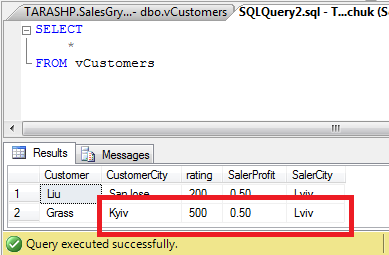 TARASHP.SalesGry...- dbo.vCustomers SQLQuery2.sql - T...chuk (S
SELECT
*
FROM vCustomers
Results Messages
Customer CustomerCity rating SalerProfit SalerCity
1 Liu San Jose 200 0.50 Lviv
2 Grass Kyiv 500 0.50 Lviv
Query executed successfully.